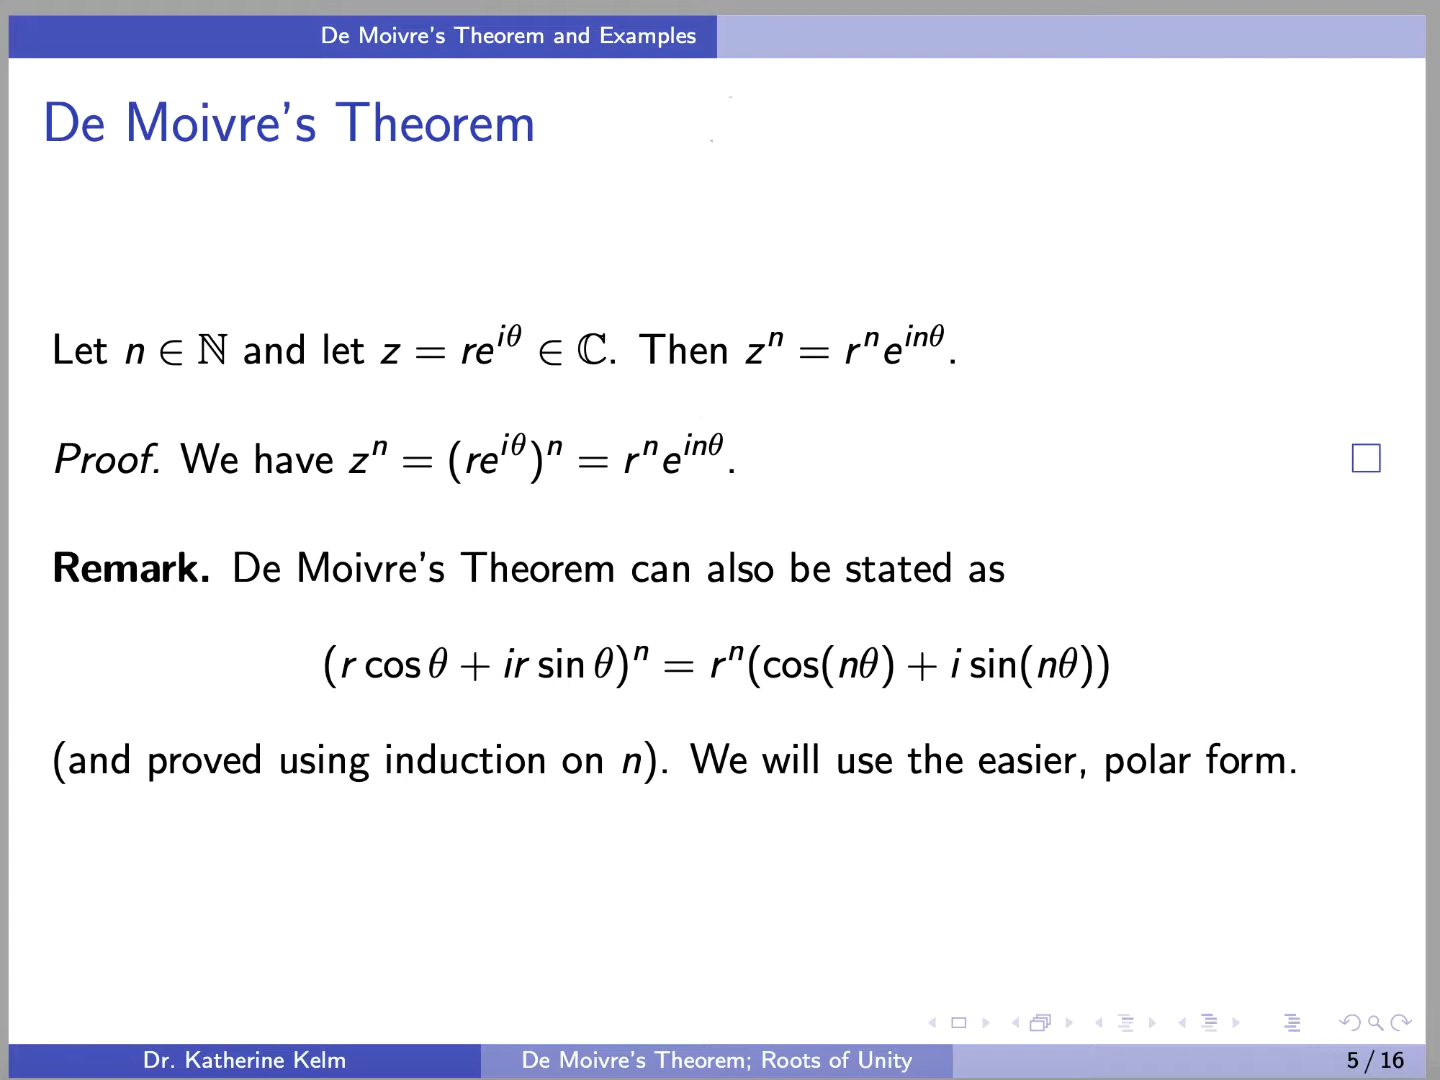 De Moivre's Theorem and Examples
De Moivre's Theorem
Let n ∈ ℕ and let z = re^{iθ} ∈ ℂ. Then z^n = r^n e^{inθ}.
Proof. We have z^n = (re^{iθ})^n = r^n e^{inθ}. □
Remark. De Moivre's Theorem can also be stated as
(r cos θ + ir sin θ)^n = r^n(cos(nθ) + i sin(nθ))
(and proved using induction on n). We will use the easier, polar form.
Dr. Katherine Kelm De Moivre's Theorem; Roots of Unity 5 / 16